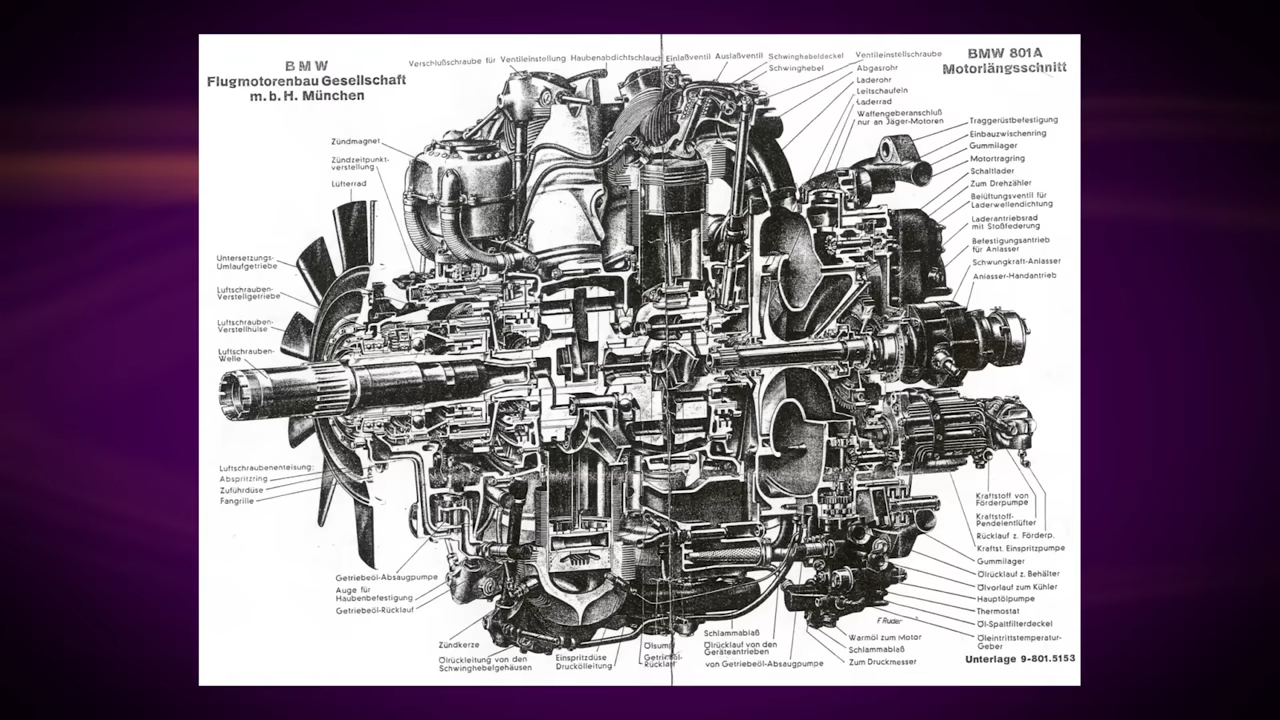 BMW
Flugmotorenbau Gesellschaft
m. b. H. München
BMW 801A
Motorlängsschnitt
Verschlußschraube für Ventileinstellung
Haubenabdichtschlauch
Einlaßventil
Auslaßventil
Schwinghebeldeckel
Schwinghebel
Ventileinstellschraube
Abgasrohr
Laderohr
Leitschaufeln
Laderrad
Waffengeberanschluß
nur an Jäger-Motoren
Zündmagnet
Zündzeitpunkt-
verstellung
Lüfterrad
Untersetzungs-
Umlaufgetriebe
Luftschrauben-
Verstellgetriebe
Luftschrauben-
Verstellhülse
Luftschrauben-
Welle
Luftschraubenenteisung:
Abspritzring
Zuführdüse
Fangrille
Traggerüstbefestigung
Einbauzwischenring
Gummilager
Motortragring
Schaltlader
Zum Drehzähler
Belüftungsventil für
Laderwellendichtung
Laderantriebsrad
mit Stoßfederung
Befestigungsantrieb
für Anlasser
Schwungkraft-Anlasser
Anlasser-Handantrieb
Kraftstoff von
Förderpumpe
Kraftstoff-
Pendelentlüfter
Rücklauf z. Förderp.
Kraftst. Einspritzpumpe
Gummilager
Ölrücklauf z. Behälter
Ölvorlauf zum Kühler
Hauptölpumpe
Thermostat
Öl-Spaltfilterdeckel
Öleintrittstemperatur-
Geber
Getriebeöl-Absaugpumpe
Auge für
Haubenbefestigung
Getriebeöl-Rücklauf
Zündkerze
Ölrückleitung von den
Schwinghebelgehäusen
Einspritzdüse
Druckölleitung
Ölsumpf
Getriebeöl-
Rücklauf
Schlammablaß
Ölrücklauf von den
Geräteantrieben
von Getriebeöl-Absaugpumpe
F. Ruder
Warmöl zum Motor
Schlammablaß
Zum Druckmesser
Unterlage 9-801.5153